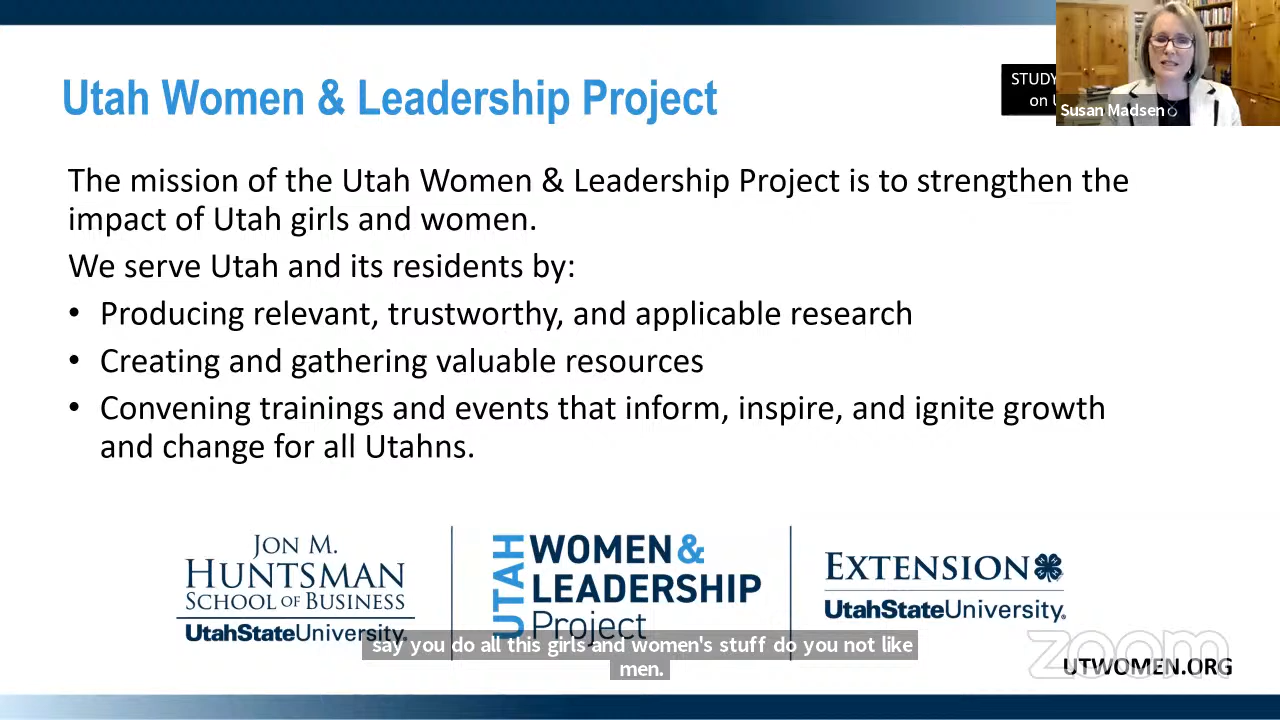 Utah Women & Leadership Project
STUDY
on
Susan Madsen
The mission of the Utah Women & Leadership Project is to strengthen the
impact of Utah girls and women.
We serve Utah and its residents by:
• Producing relevant, trustworthy, and applicable research
• Creating and gathering valuable resources
• Convening trainings and events that inform, inspire, and ignite growth
and change for all Utahns.
JON M.
HUNTSMAN
SCHOOL OF BUSINESS
UtahStateUniversity®
UTAH
WOMEN &
LEADERSHIP
Project
EXTENSION
UtahStateUniversity®
say you do all this girls and women's stuff do you not like
men.
zoom
UTWOMEN.ORG